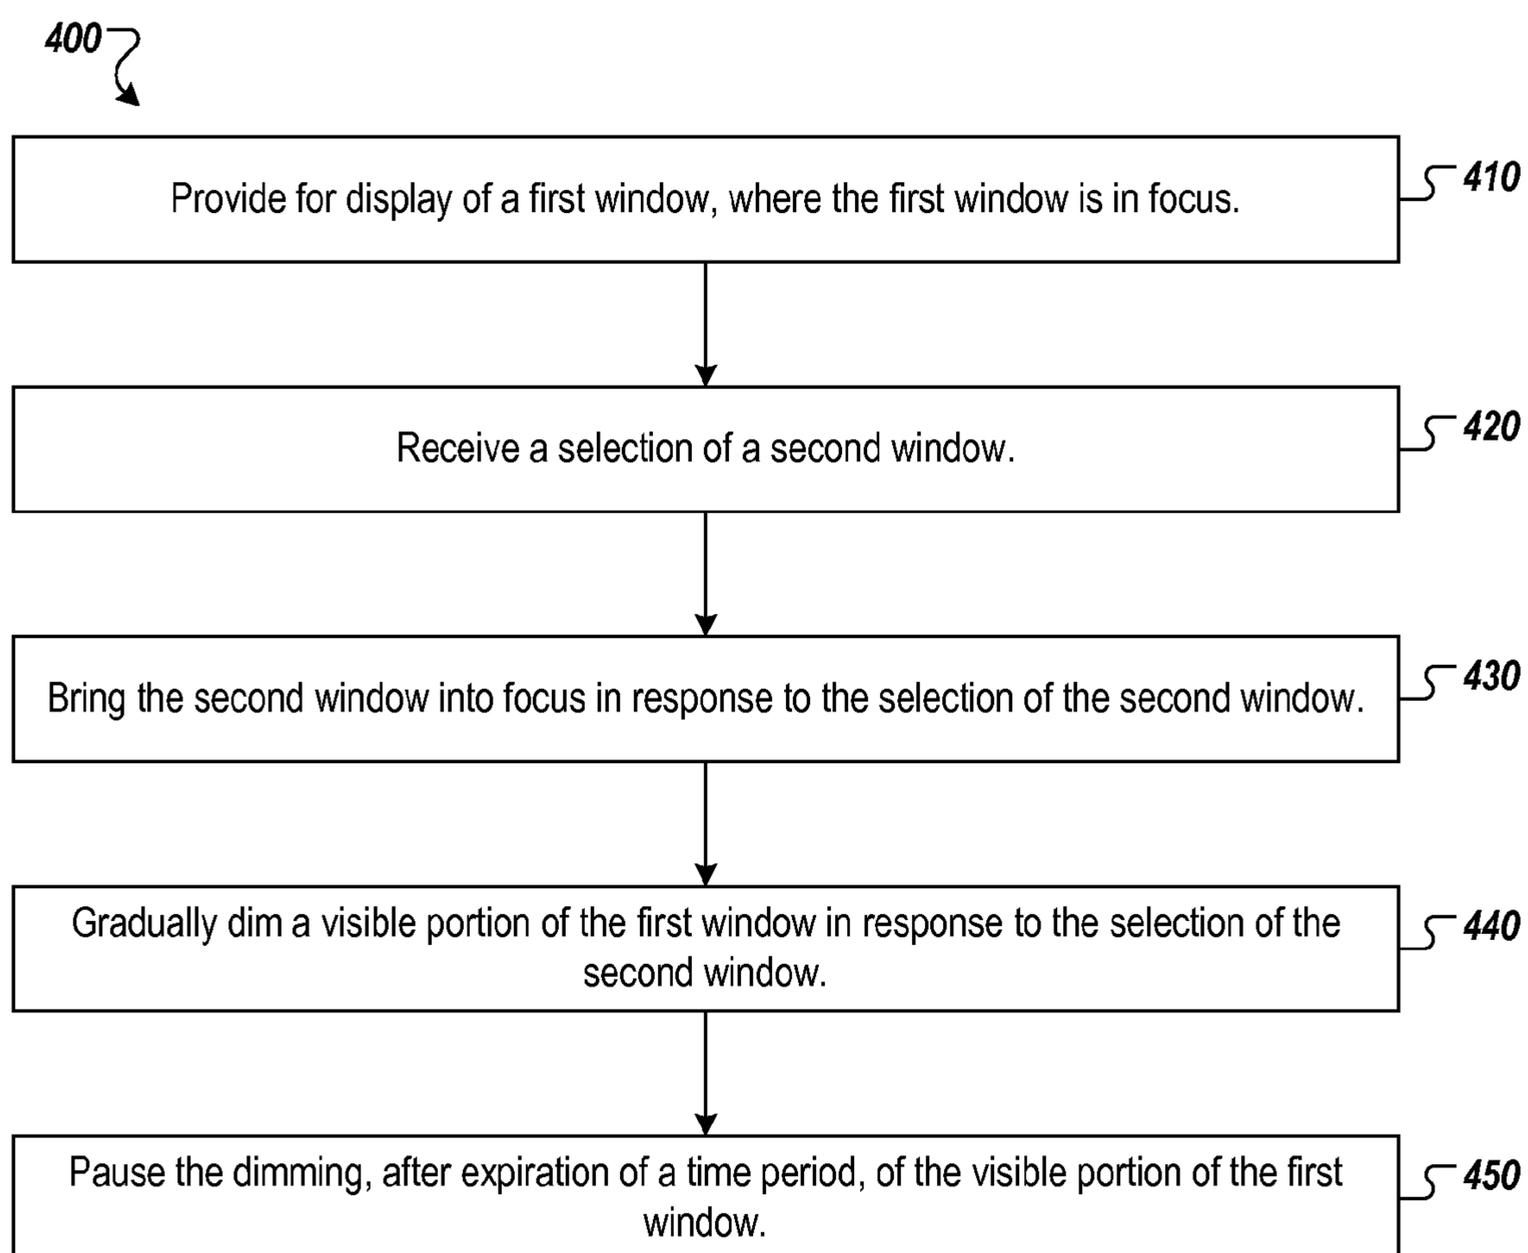 400
Provide for display of a first window, where the first window is in focus.
410
Receive a selection of a second window.
420
Bring the second window into focus in response to the selection of the second window.
430
Gradually dim a visible portion of the first window in response to the selection of the
second window.
440
Pause the dimming, after expiration of a time period, of the visible portion of the first
window.
450